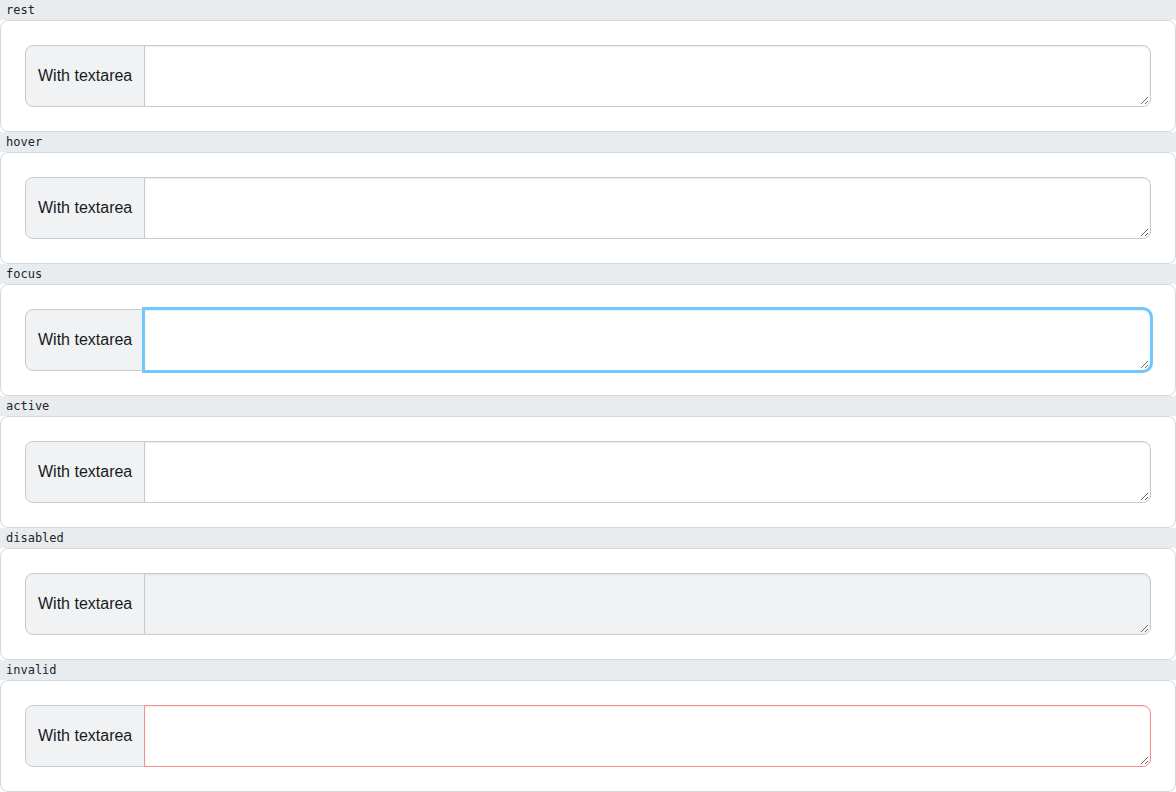 rest
With textarea
hover
With textarea
focus
With textarea
active
With textarea
disabled
With textarea
invalid
With textarea